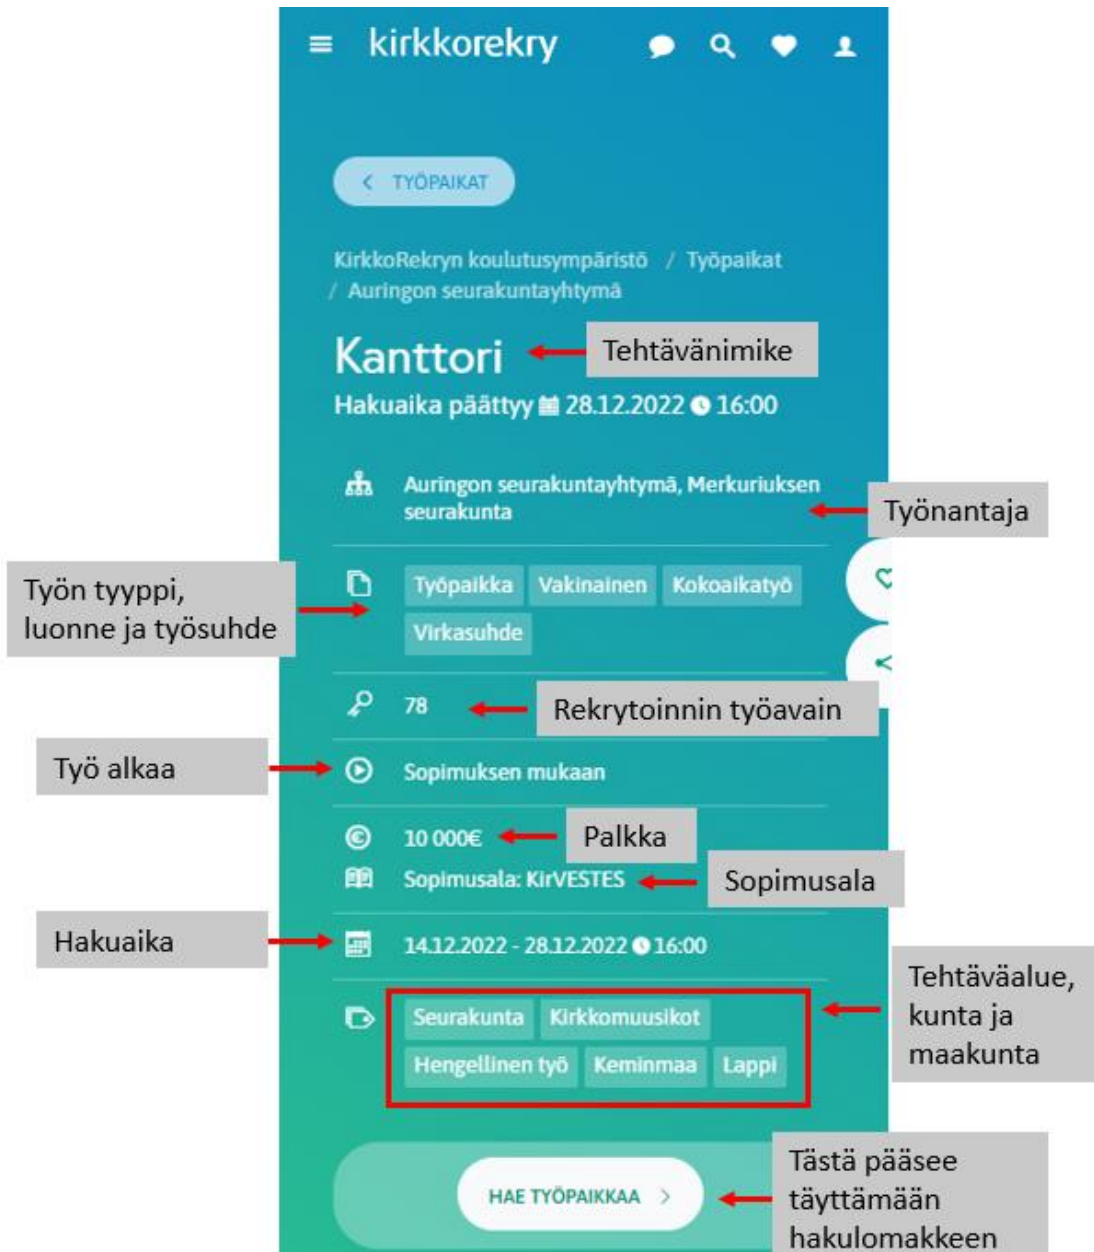 kirkkorekry
TYÖPAIKAT
KirkkoRekryn koulutusympäristö / Työpaikat
/ Auringon seurakuntayhtymä
Kanttori
Tehtävänimike
Hakuaika päättyy 28.12.2022 16:00
Auringon seurakuntayhtymä, Merkuriuksen
seurakunta
Työnantaja
Työn tyyppi,
luonne ja työsuhde
Työpaikka Vakinainen Kokoaikatyö
Virkasuhde
78
Rekrytoinnin työavain
Työ alkaa
Sopimuksen mukaan
10 000€
Palkka
Sopimusala: KirVESTES
Sopimusala
Hakuaika
14.12.2022 - 28.12.2022 16:00
Seurakunta Kirkkomuusikot
Hengellinen työ Keminmaa Lappi
Tehtäväalue,
kunta ja
maakunta
HAE TYÖPAIKKAA
Tästä pääsee
täyttämään
hakulomakkeen